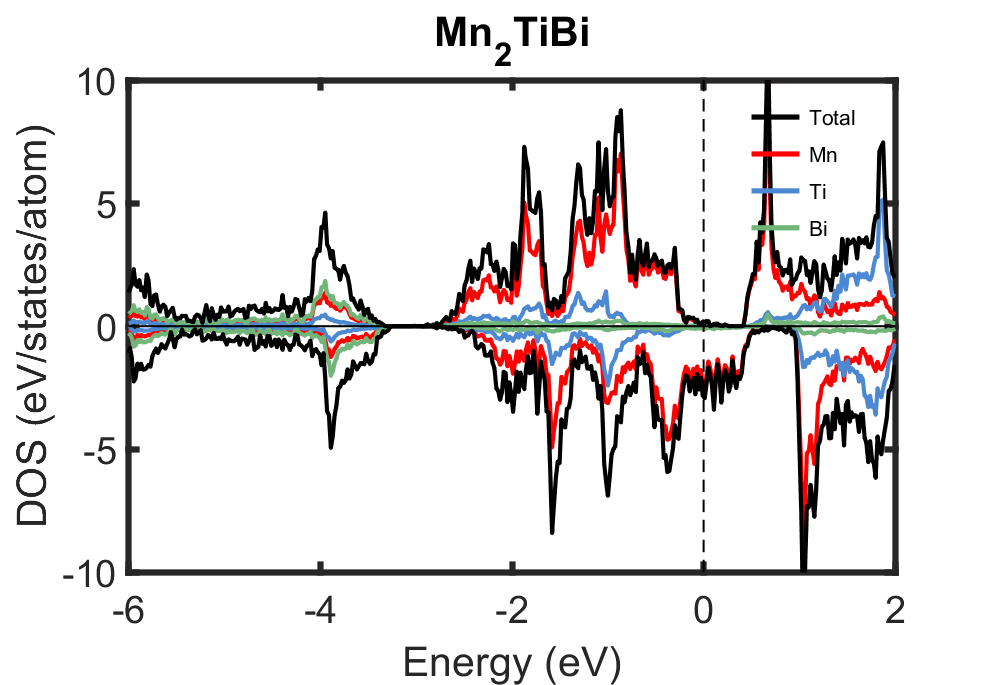 Mn2TiBi
DOS (eV/states/atom)
10
5
0
-5
-10
Total
Mn
Ti
Bi
-6 -4 -2 0 2
Energy (eV)